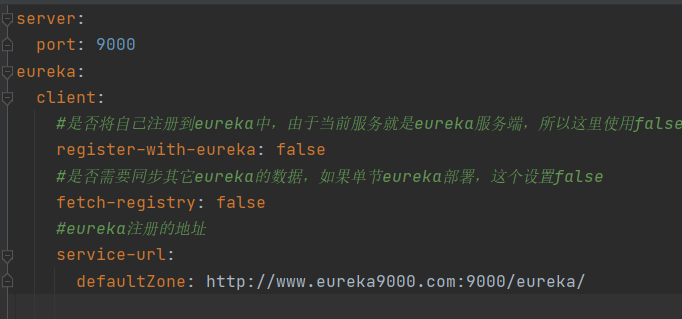 server:
  port: 9000
eureka:
  client:
    #是否将自己注册到eureka中，由于当前服务就是eureka服务端，所以这里使用false
    register-with-eureka: false
    #是否需要同步其它eureka的数据，如果单节eureka部署，这个设置false
    fetch-registry: false
    #eureka注册的地址
    service-url:
      defaultZone: http://www.eureka9000.com:9000/eureka/